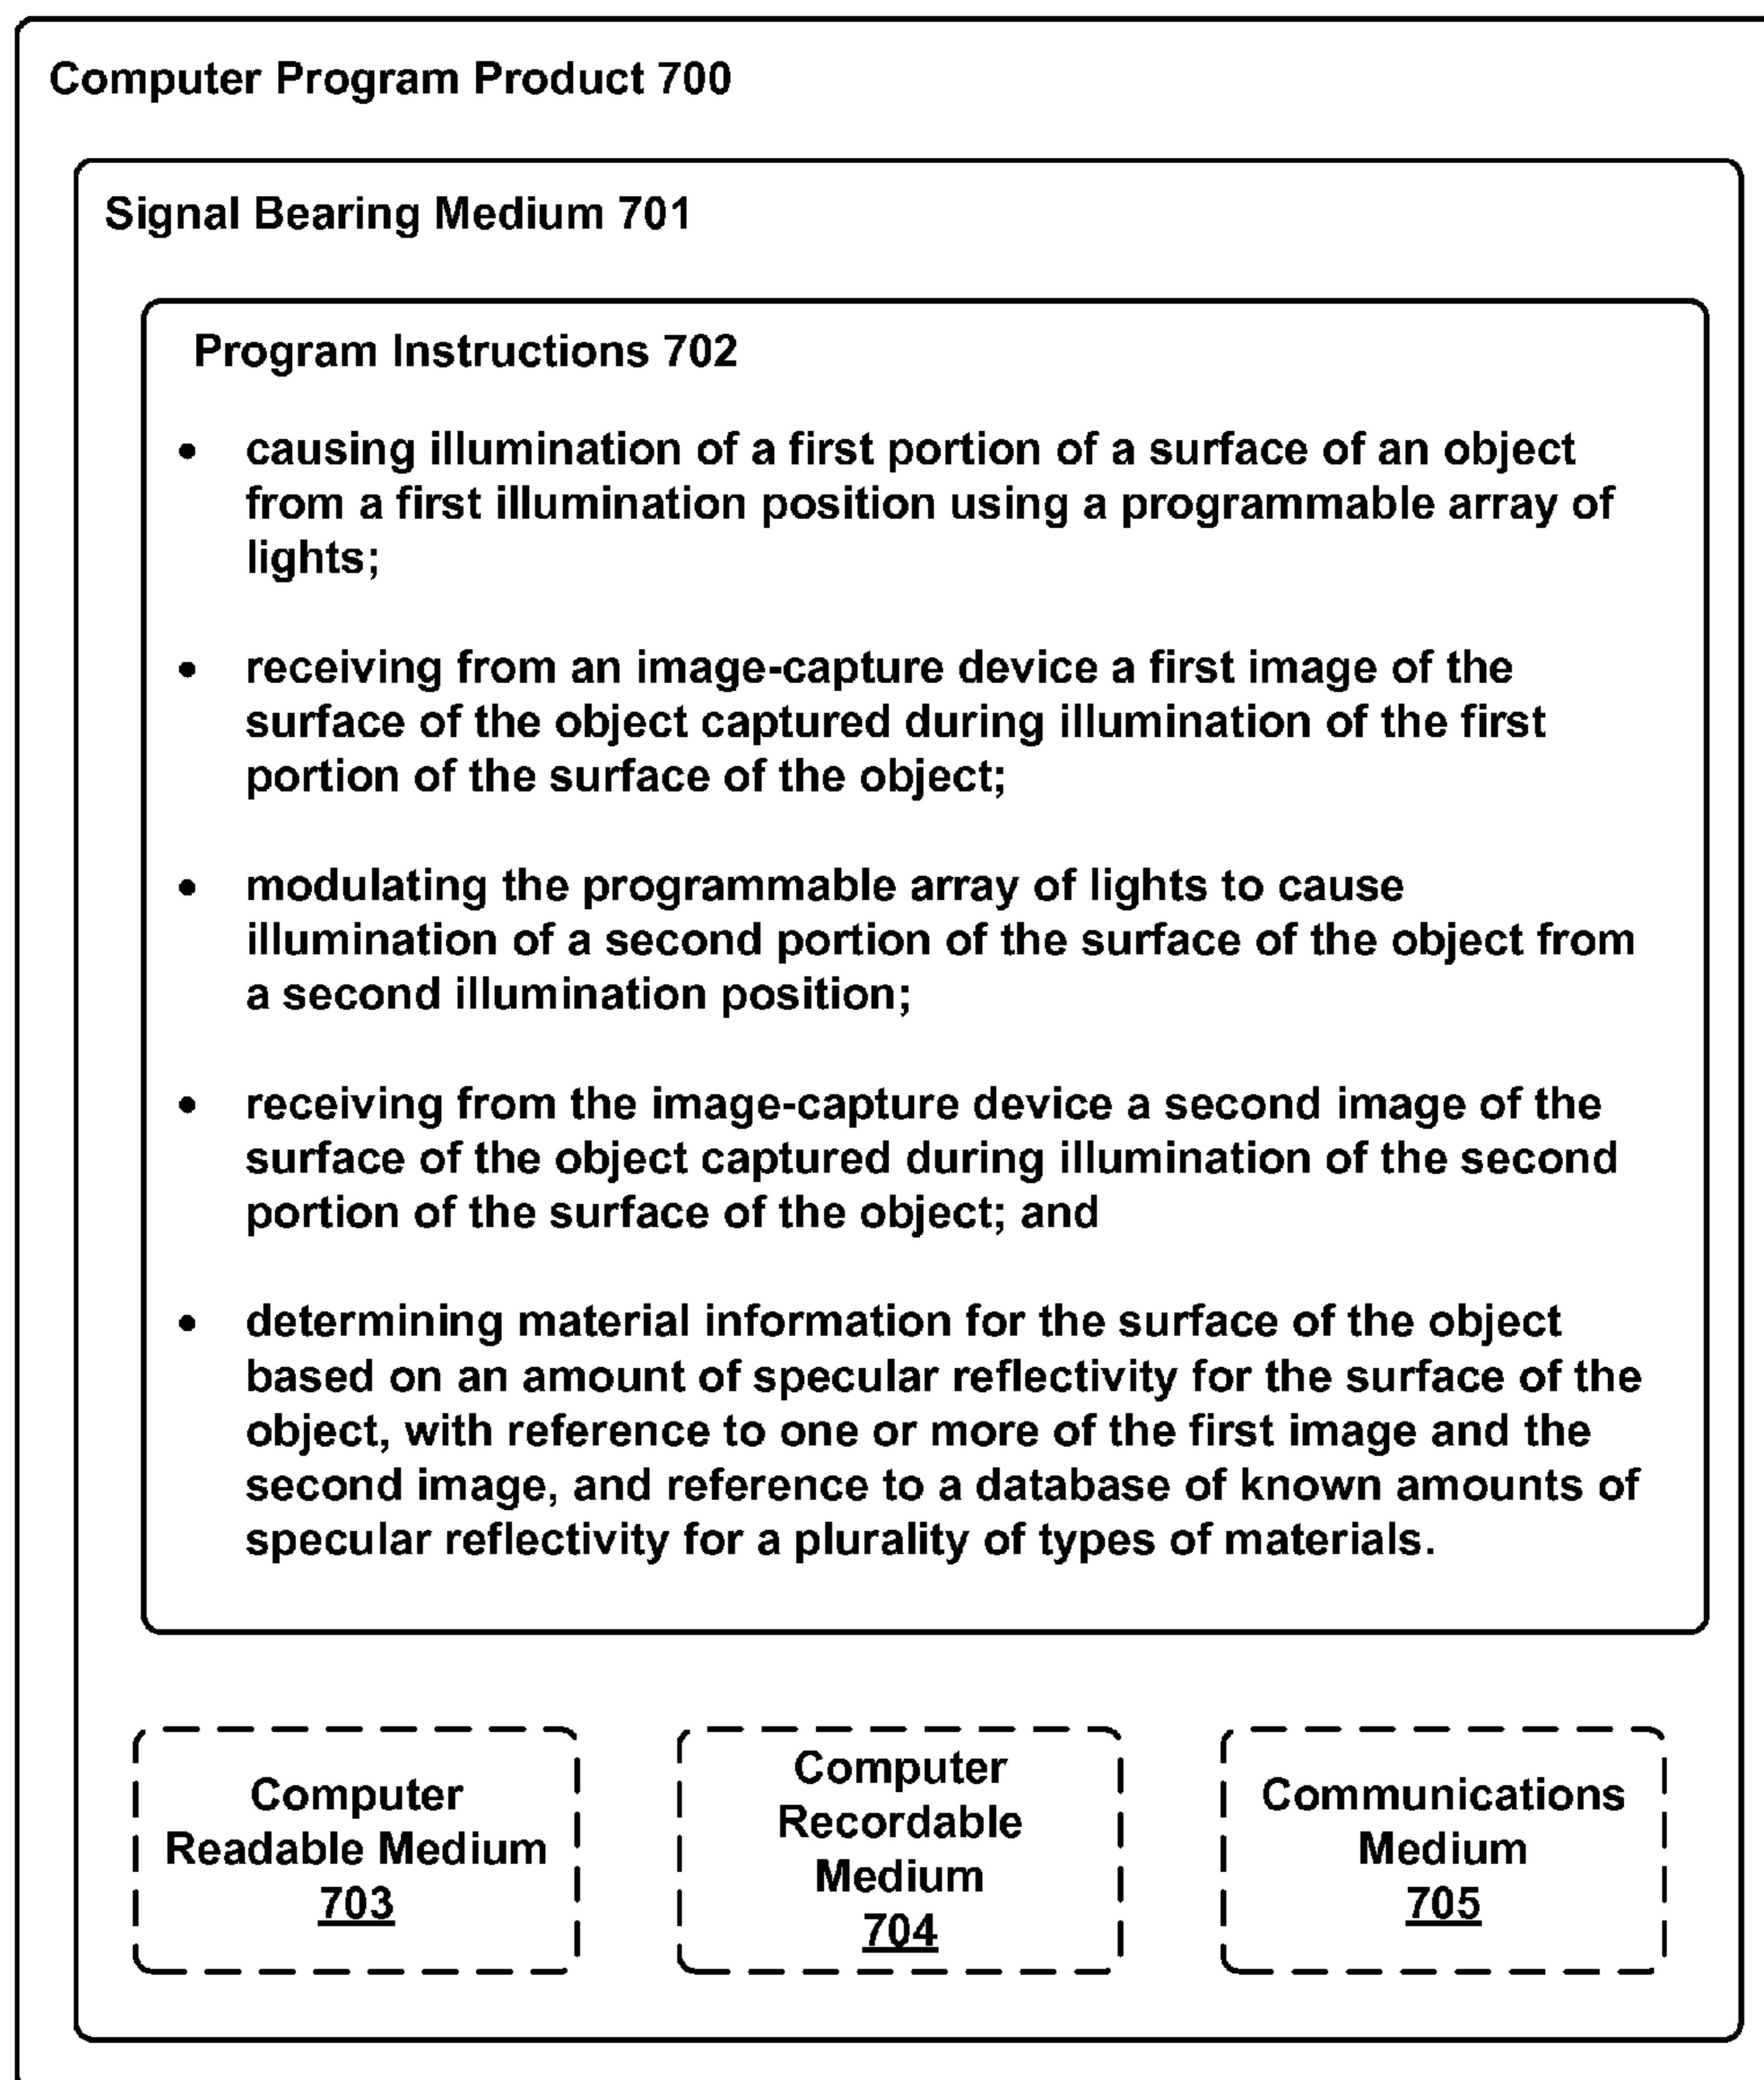 Computer Program Product 700
Signal Bearing Medium 701
Program Instructions 702
• causing illumination of a first portion of a surface of an object
from a first illumination position using a programmable array of
lights;
• receiving from an image-capture device a first image of the
surface of the object captured during illumination of the first
portion of the surface of the object;
• modulating the programmable array of lights to cause
illumination of a second portion of the surface of the object from
a second illumination position;
• receiving from the image-capture device a second image of the
surface of the object captured during illumination of the second
portion of the surface of the object; and
• determining material information for the surface of the object
based on an amount of specular reflectivity for the surface of the
object, with reference to one or more of the first image and the
second image, and reference to a database of known amounts of
specular reflectivity for a plurality of types of materials.
Computer
Readable Medium
703
Computer
Recordable
Medium
704
Communications
Medium
705